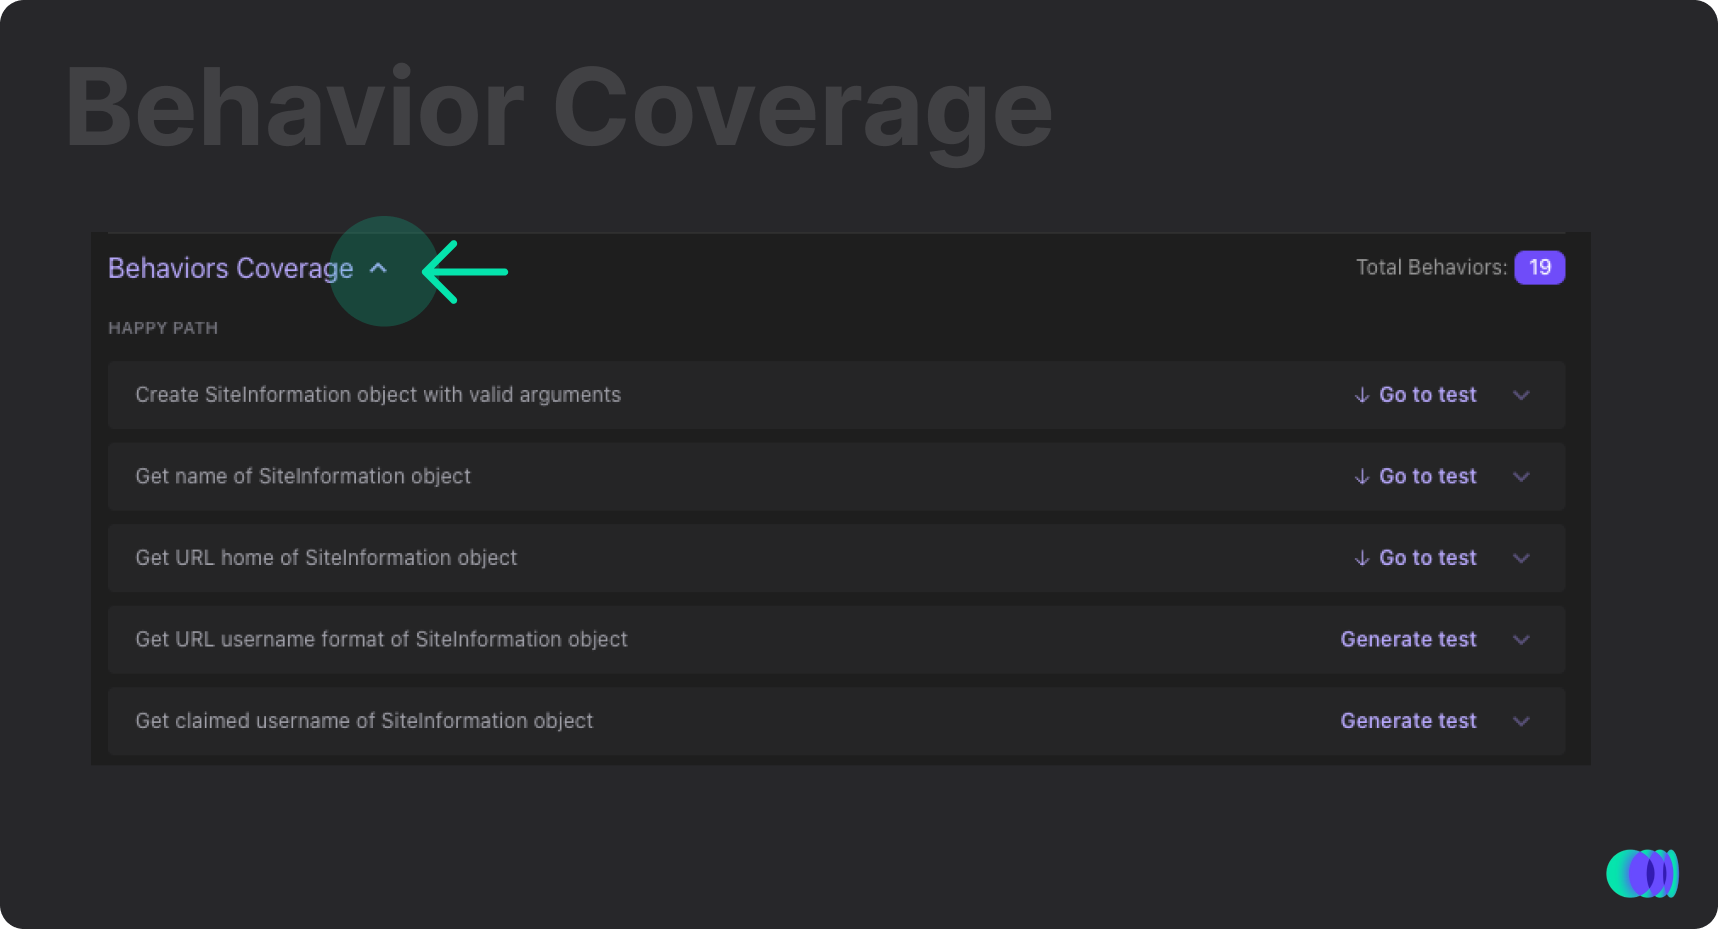 Behavior Coverage
Behaviors Coverage
Total Behaviors: 19
HAPPY PATH
Create SiteInformation object with valid arguments
Go to test
Get name of SiteInformation object
Go to test
Get URL home of SiteInformation object
Go to test
Get URL username format of SiteInformation object
Generate test
Get claimed username of SiteInformation object
Generate test